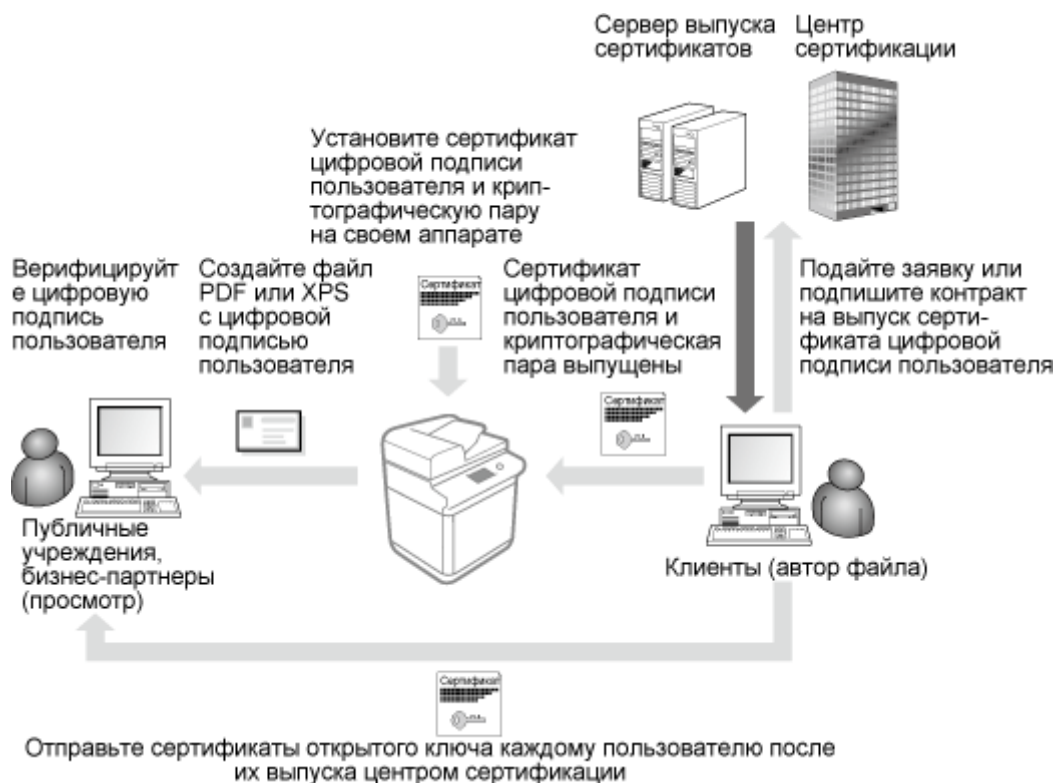 Сервер выпуска
сертификатов
Центр
сертификации
Установите сертификат
цифровой подписи
пользователя и крип-
тографическую пару
на своем аппарате
Верифицируйт
е цифровую
подпись
пользователя
Создайте файл
PDF или XPS
с цифровой
подписью
пользователя
Сертификат
Сертификат
цифровой подписи
пользователя и
криптографическая
пара выпущены
Подайте заявку или
подпишите контракт
на выпуск серти-
фиката цифровой
подписи пользователя
Сертификат
Публичные
учреждения,
бизнес-партнеры
(просмотр)
Клиенты (автор файла)
Сертификат
Отправьте сертификаты открытого ключа каждому пользователю после
их выпуска центром сертификации